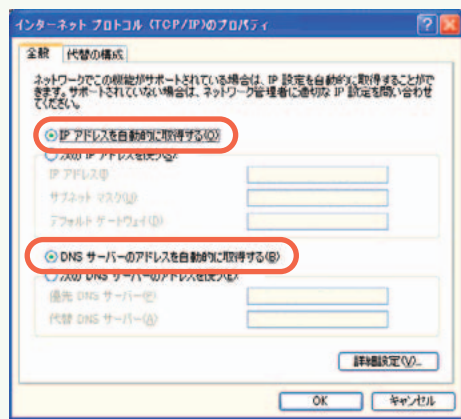 インターネット プロトコル (TCP/IP)のプロパティ
全般 代替の構成
ネットワークでこの機能がサポートされている場合は、IP 設定を自動的に取得することがで
きます。サポートされていない場合は、ネットワーク管理者に適切な IP 設定を問い合わせ
てください。
IP アドレスを自動的に取得する(O)
次の IP アドレスを使う(S):
IP アドレス(I):
サブネット マスク(U):
デフォルト ゲートウェイ(D):
DNS サーバーのアドレスを自動的に取得する(B)
次の DNS サーバーのアドレスを使う(E):
優先 DNS サーバー(P):
代替 DNS サーバー(A):
詳細設定(V)...
OK キャンセル